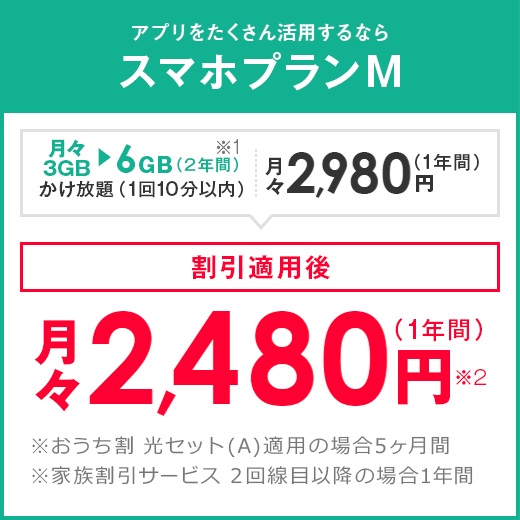 アプリをたくさん活用するなら
スマホプランM
月々3GB▶6GB(2年間)※1
かけ放題(1回10分以内)
月々2,980円(1年間)
割引適用後
月々2,480円(1年間)※2
※おうち割 光セット(A)適用の場合5ヶ月間
※家族割引サービス 2回線目以降の場合1年間